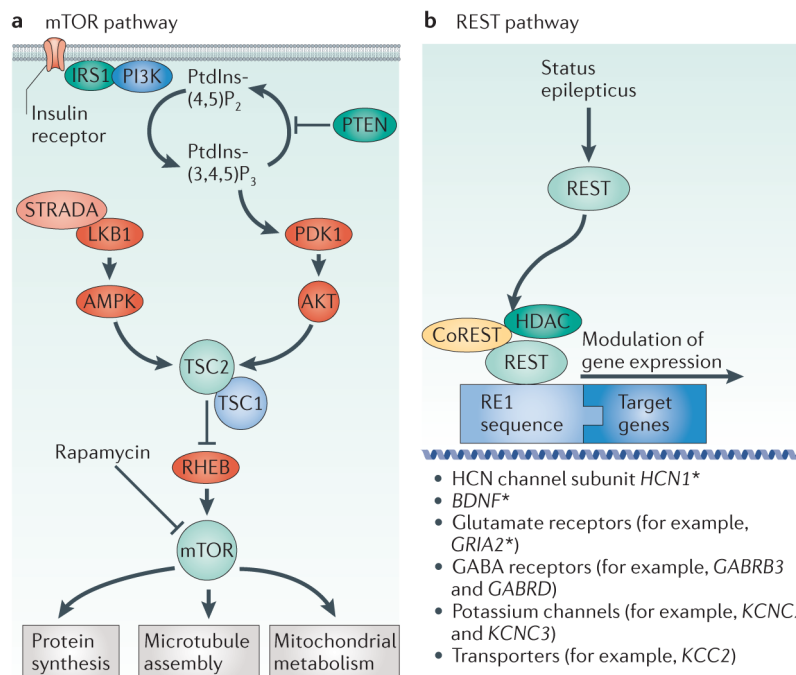 a mTOR pathway
IRS1
PI3K
Insulin
receptor
PtdIns-
(4,5)P2
PTEN
PtdIns-
(3,4,5)P3
STRADA
LKB1
PDK1
AMPK
AKT
TSC2
TSC1
Rapamycin
RHEB
mTOR
Protein
synthesis
Microtubule
assembly
Mitochondrial
metabolism
b REST pathway
Status
epilepticus
REST
HDAC
CoREST
REST
Modulation of
gene expression
RE1
sequence
Target
genes
• HCN channel subunit HCN1*
• BDNF*
• Glutamate receptors (for example,
GRIA2*)
• GABA receptors (for example, GABRB3
and GABRD)
• Potassium channels (for example,
and KCNC3)
• Transporters (for example, KCC2)